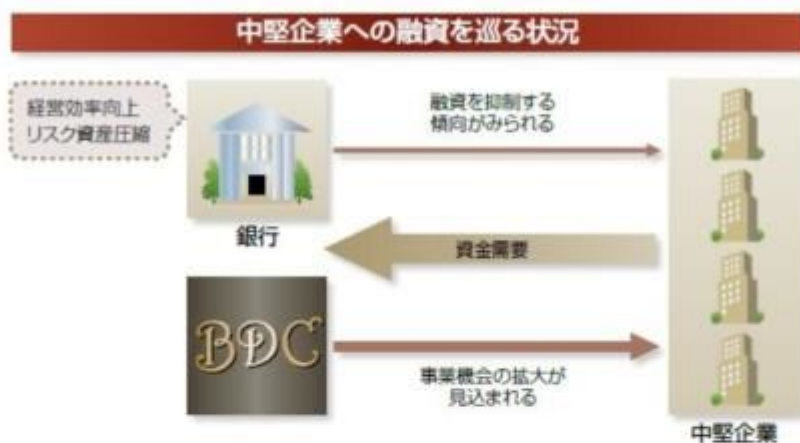 中堅企業への融資を巡る状況
経営効率向上
リスク資産圧縮
融資を抑制する
傾向がみられる
銀行
資金需要
BDC
事業機会の拡大が
見込まれる
中堅企業